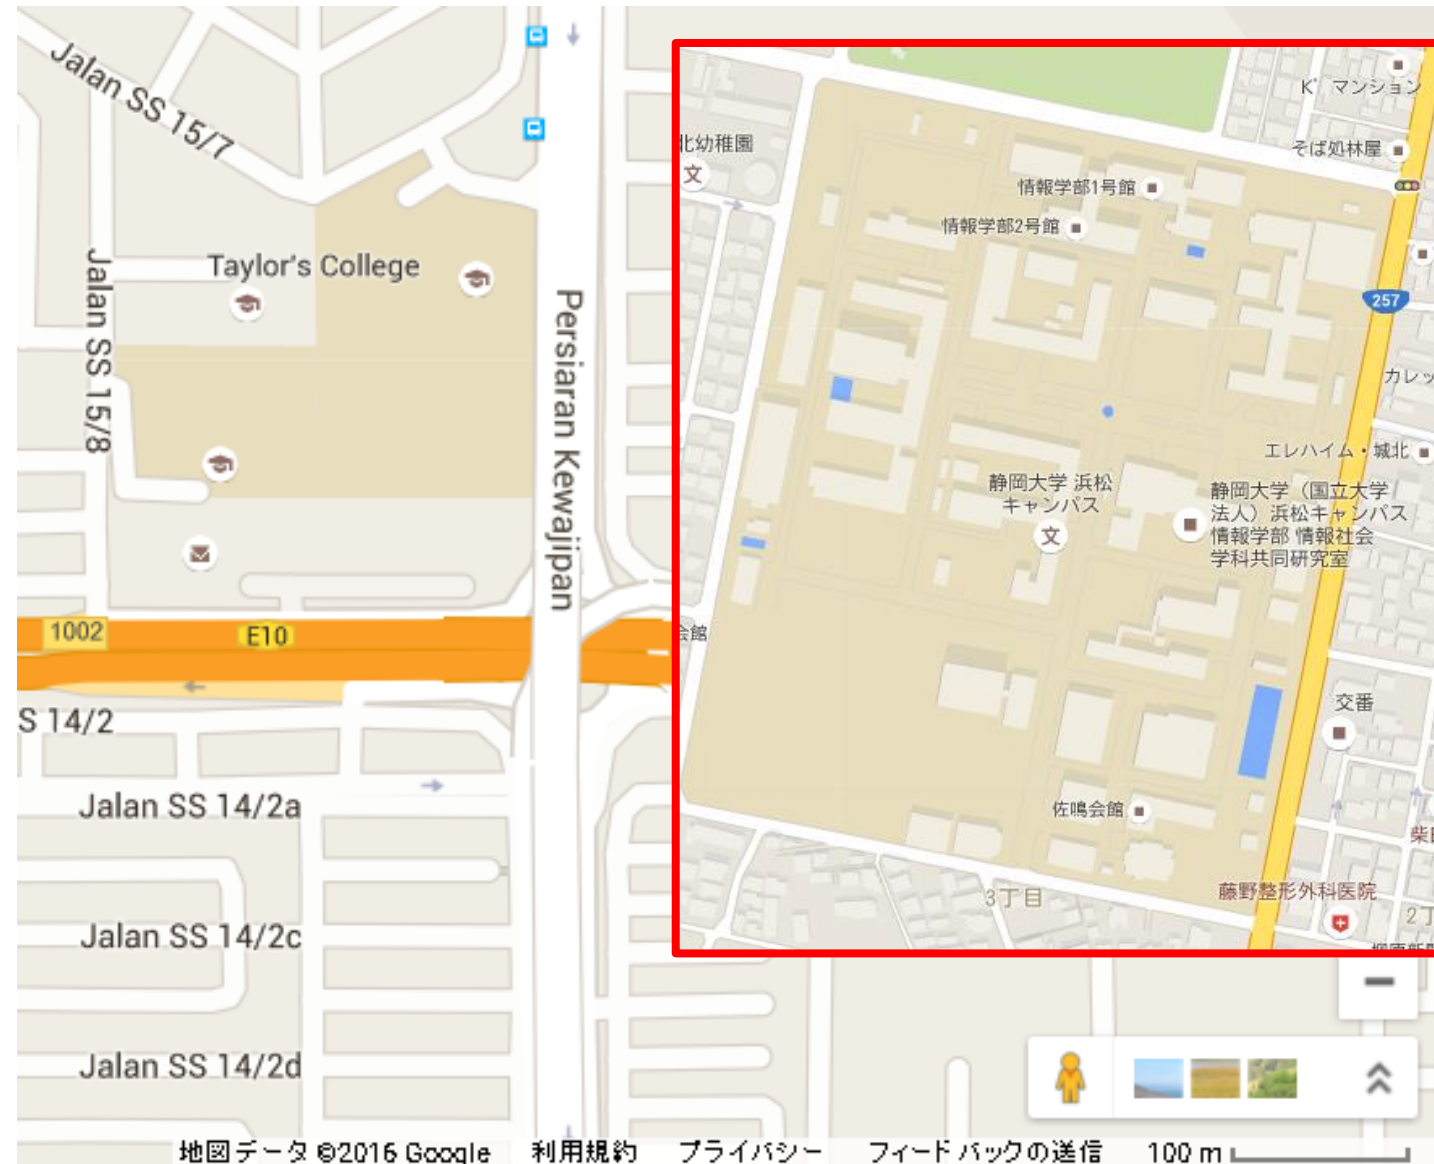 Jalan SS 15/7
Taylor's College
Jalan SS 15/8
Persiaran Kewajipan
1002
E10
S 14/2
Jalan SS 14/2a
Jalan SS 14/2c
Jalan SS 14/2d
K' マンション
北幼稚園
文
そば処林屋
情報学部1号館
情報学部2号館
257
カレッ
エレハイム・城北
静岡大学 浜松
キャンパス
文
静岡大学（国立大学
法人）浜松キャンパス
情報学部 情報社会
学科共同研究室
会館
交番
佐鳴会館
藤野整形外科医院
3丁目
地図データ ©2016 Google 利用規約 プライバシー フィードバックの送信 100 m